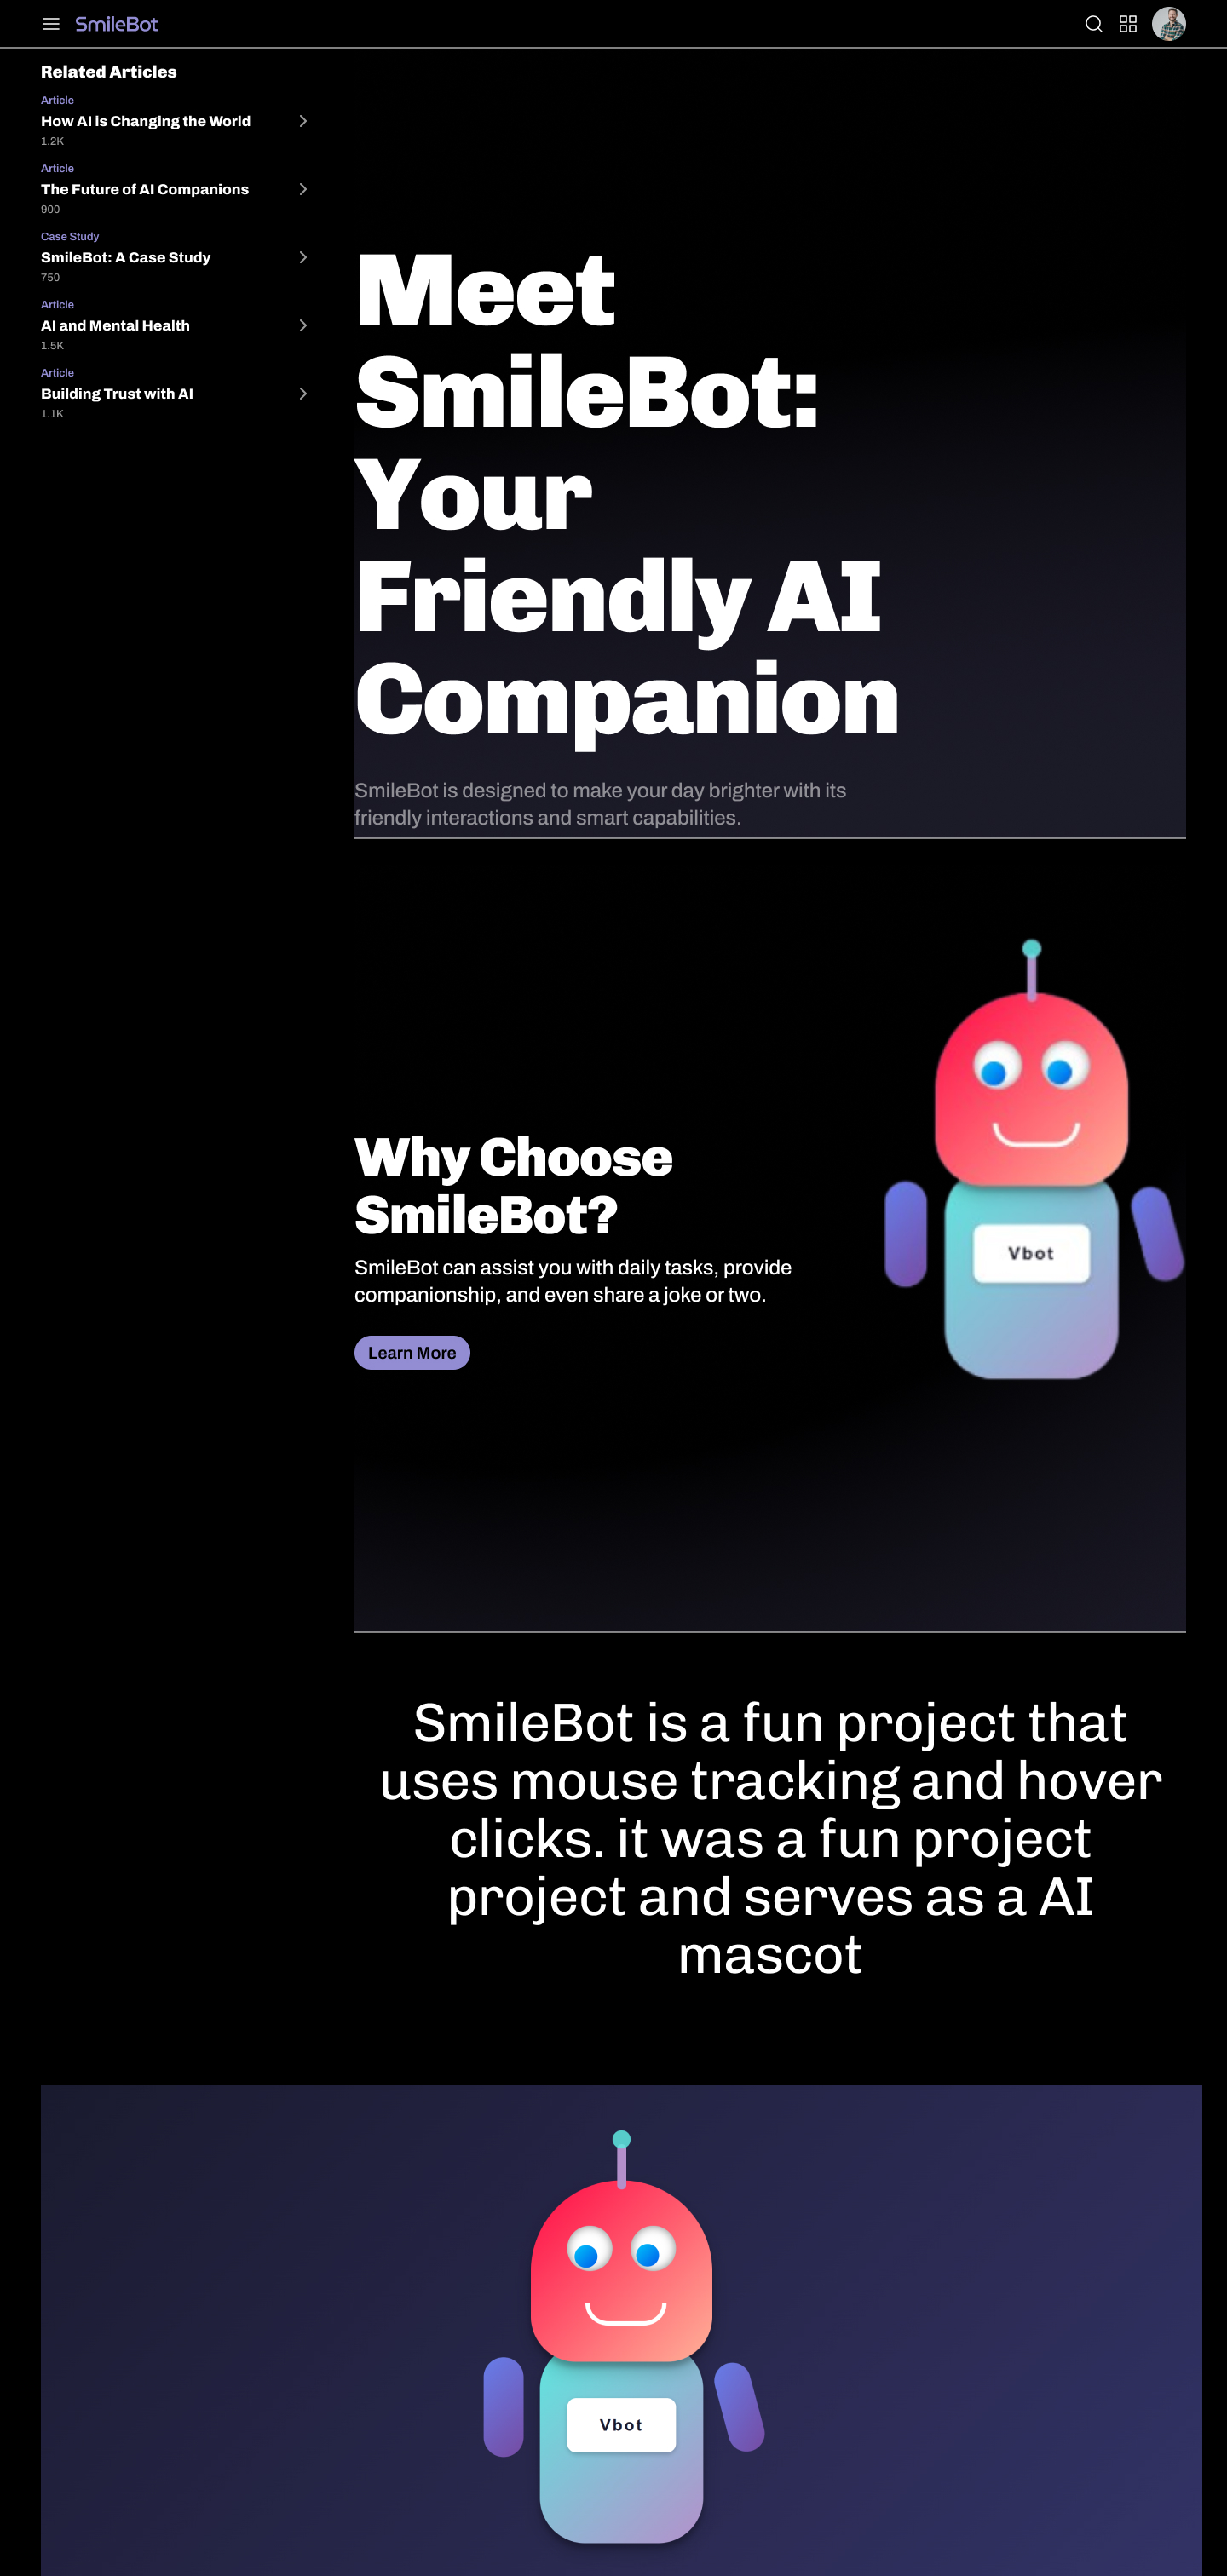 SmileBot
Related Articles
Article
How AI is Changing the World
1.2K
Article
The Future of AI Companions
900
Case Study
SmileBot: A Case Study
750
Article
AI and Mental Health
1.5K
Article
Building Trust with AI
1.1K
Meet
SmileBot:
Your
Friendly AI
Companion
SmileBot is designed to make your day brighter with its
friendly interactions and smart capabilities.
Why Choose
SmileBot?
SmileBot can assist you with daily tasks, provide
companionship, and even share a joke or two.
Learn More
Vbot
SmileBot is a fun project that
uses mouse tracking and hover
clicks. it was a fun project
project and serves as a AI
mascot
Vbot